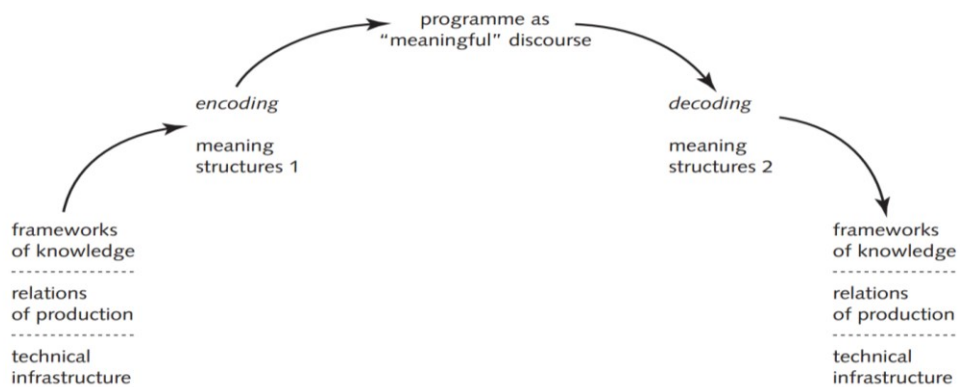 programme as
“meaningful” discourse
encoding
meaning
structures 1
decoding
meaning
structures 2
frameworks
of knowledge
relations
of production
technical
infrastructure
frameworks
of knowledge
relations
of production
technical
infrastructure